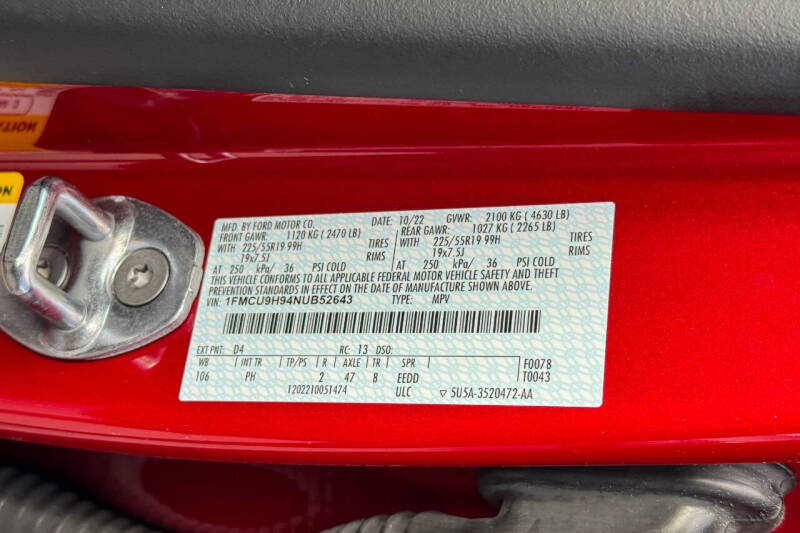 MFD. BY FORD MOTOR CO. DATE: 10/22 GVWR: 2100 KG ( 4630 LB)
FRONT GAWR: 1120 KG ( 2470 LB) REAR GAWR: 1027 KG ( 2265 LB)
WITH 225/55R19 99H TIRES WITH 225/55R19 99H TIRES
19x7.5J RIMS 19x7.5J RIMS
AT 250 kPa/ 36 PSI COLD AT 250 kPa/ 36 PSI COLD
THIS VEHICLE CONFORMS TO ALL APPLICABLE FEDERAL MOTOR VEHICLE SAFETY AND THEFT
PREVENTION STANDARDS IN EFFECT ON THE DATE OF MANUFACTURE SHOWN ABOVE.
VIN: 1FMCU9H94NUB52643 TYPE: MPV
EXT PNT: D4 RC: 13 DSO:
WB INT TR TP/PS R AXLE TR SPR F0078
106 PH 2 47 8 EEDD T0043
1202210051474 ULC ▽ 5U5A-3520472-AA